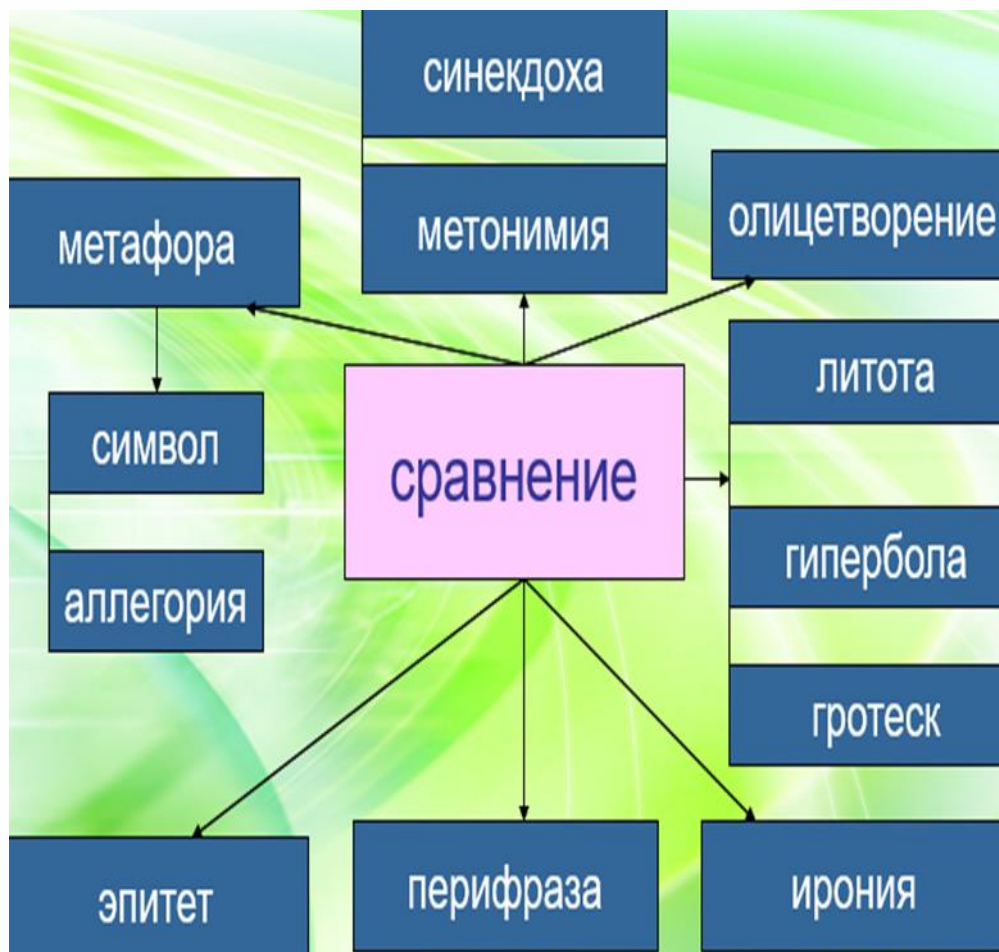 синекдоха
метонимия
олицетворение
метафора
литота
символ
сравнение
гипербола
аллегория
гротеск
эпитет
перифраза
ирония